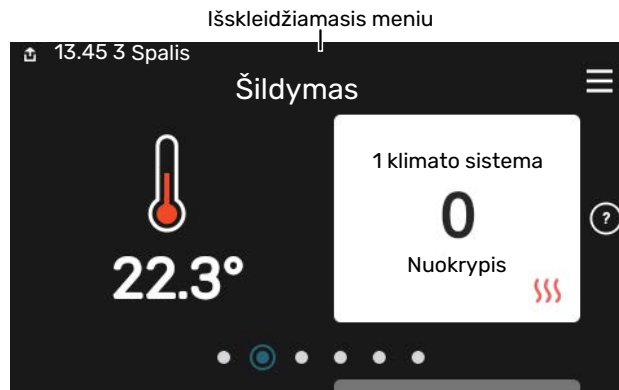 Išskleidžiamasis meniu
13.45 3 Spalis
Šildymas
1 klimato sistema
0
22.3°
Nuokrypis
?